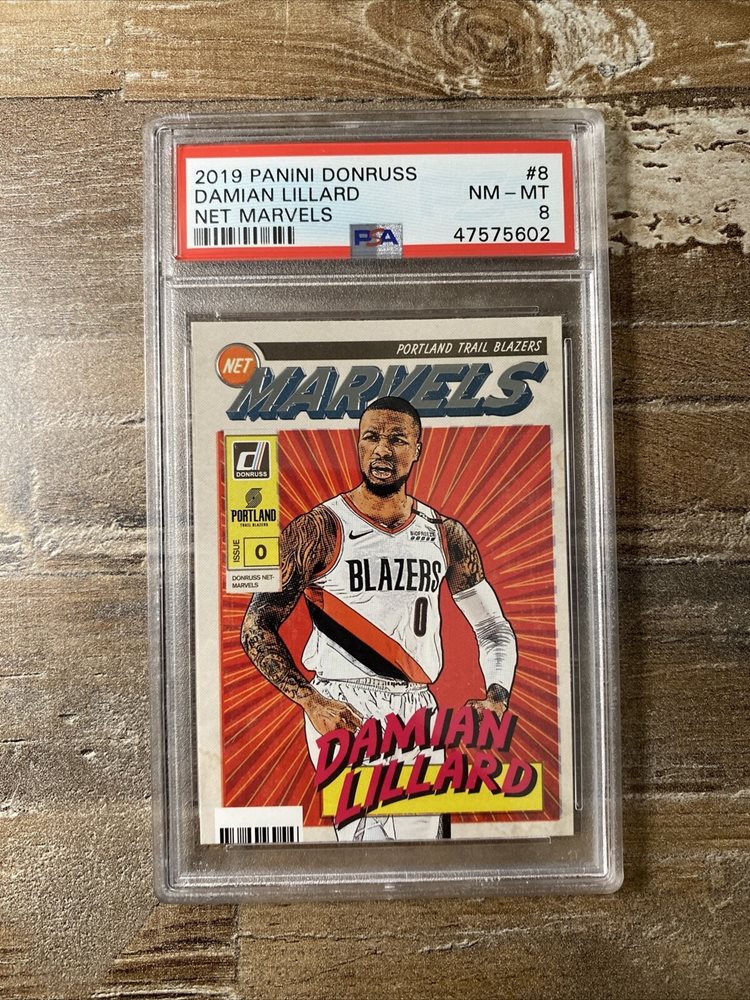 2019 PANINI DONRUSS #8
DAMIAN LILLARD NM – MT
NET MARVELS 8
PSA 47575602
PORTLAND TRAIL BLAZERS
NET
MARVELS
DONRUSS
PORTLAND
TRAIL BLAZERS
ISSUE 0
DONRUSS NET-
MARVELS
BIOFREEZE
BLAZERS
0
DAMIAN
LILLARD